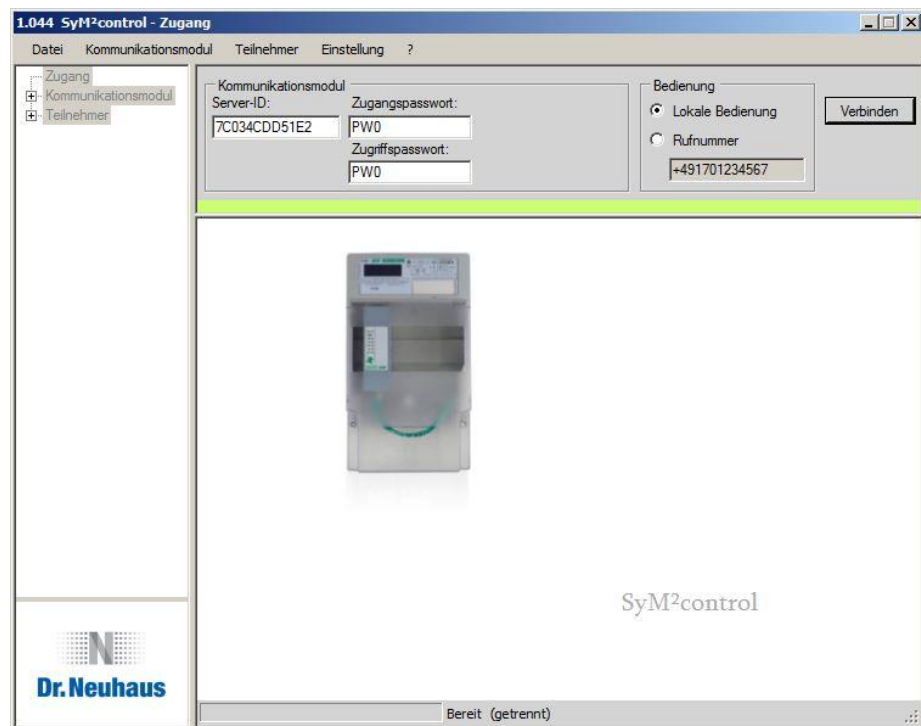 1.044 SyM²control - Zugang
Datei Kommunikationsmodul Teilnehmer Einstellung ?
Zugang
Kommunikationsmodul
Teilnehmer
Kommunikationsmodul
Server-ID: Zugangspasswort:
7C034CDD51E2 PW0
Zugriffspasswort:
PW0
Bedienung
Lokale Bedienung
Rufnummer
+491701234567
Verbinden
SyM²control
N
Dr.Neuhaus
Bereit (getrennt)